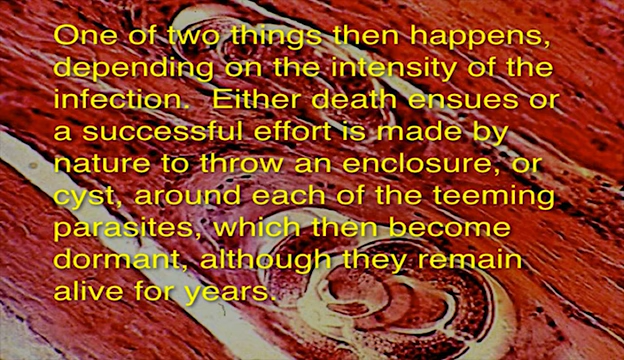 One of two things then happens,
depending on the intensity of the
infection.  Either death ensues or
a successful effort is made by
nature to throw an enclosure, or
cyst, around each of the teeming
parasites, which then become
dormant, although they remain
alive for years.